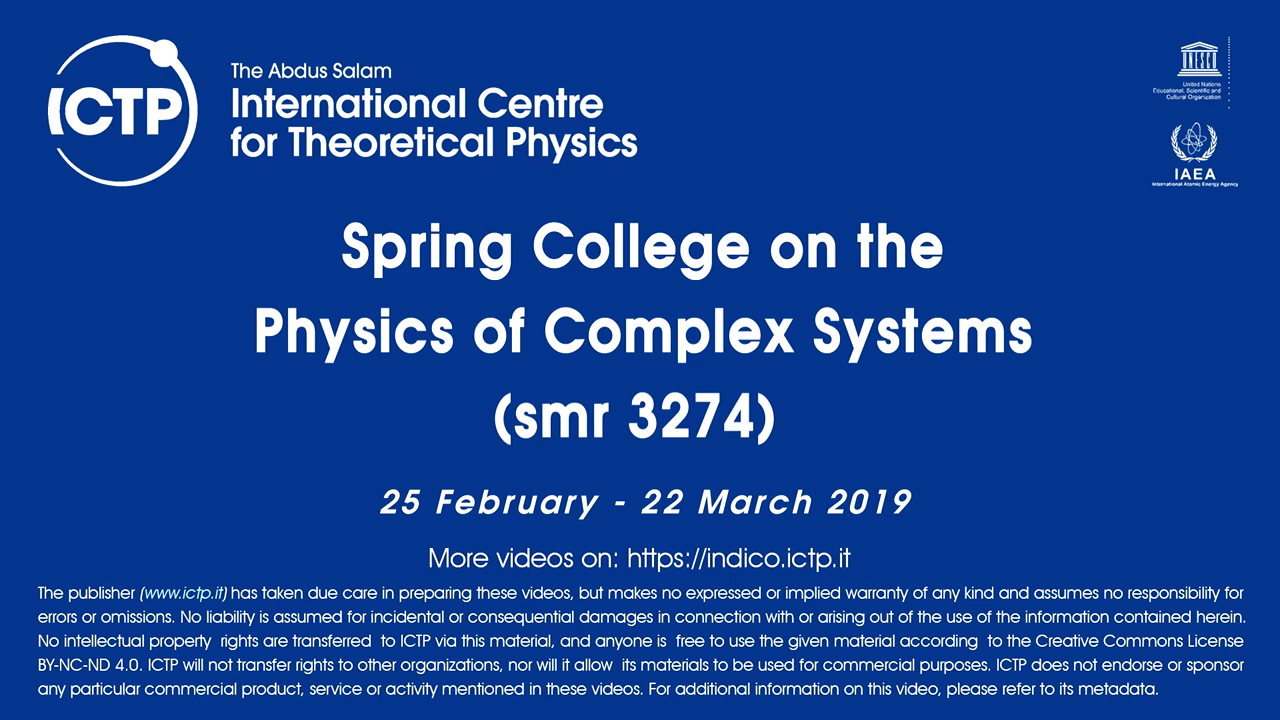 ICTP
The Abdus Salam
International Centre
for Theoretical Physics
UNESCO
United Nations
Educational, Scientific and
Cultural Organization
IAEA
International Atomic Energy Agency
Spring College on the
Physics of Complex Systems
(smr 3274)
25 February - 22 March 2019
More videos on: https://indico.ictp.it
The publisher (www.ictp.it) has taken due care in preparing these videos, but makes no expressed or implied warranty of any kind and assumes no responsibility for
errors or omissions. No liability is assumed for incidental or consequential damages in connection with or arising out of the use of the information contained herein.
No intellectual property rights are transferred to ICTP via this material, and anyone is free to use the given material according to the Creative Commons License
BY-NC-ND 4.0. ICTP will not transfer rights to other organizations, nor will it allow its materials to be used for commercial purposes. ICTP does not endorse or sponsor
any particular commercial product, service or activity mentioned in these videos. For additional information on this video, please refer to its metadata.